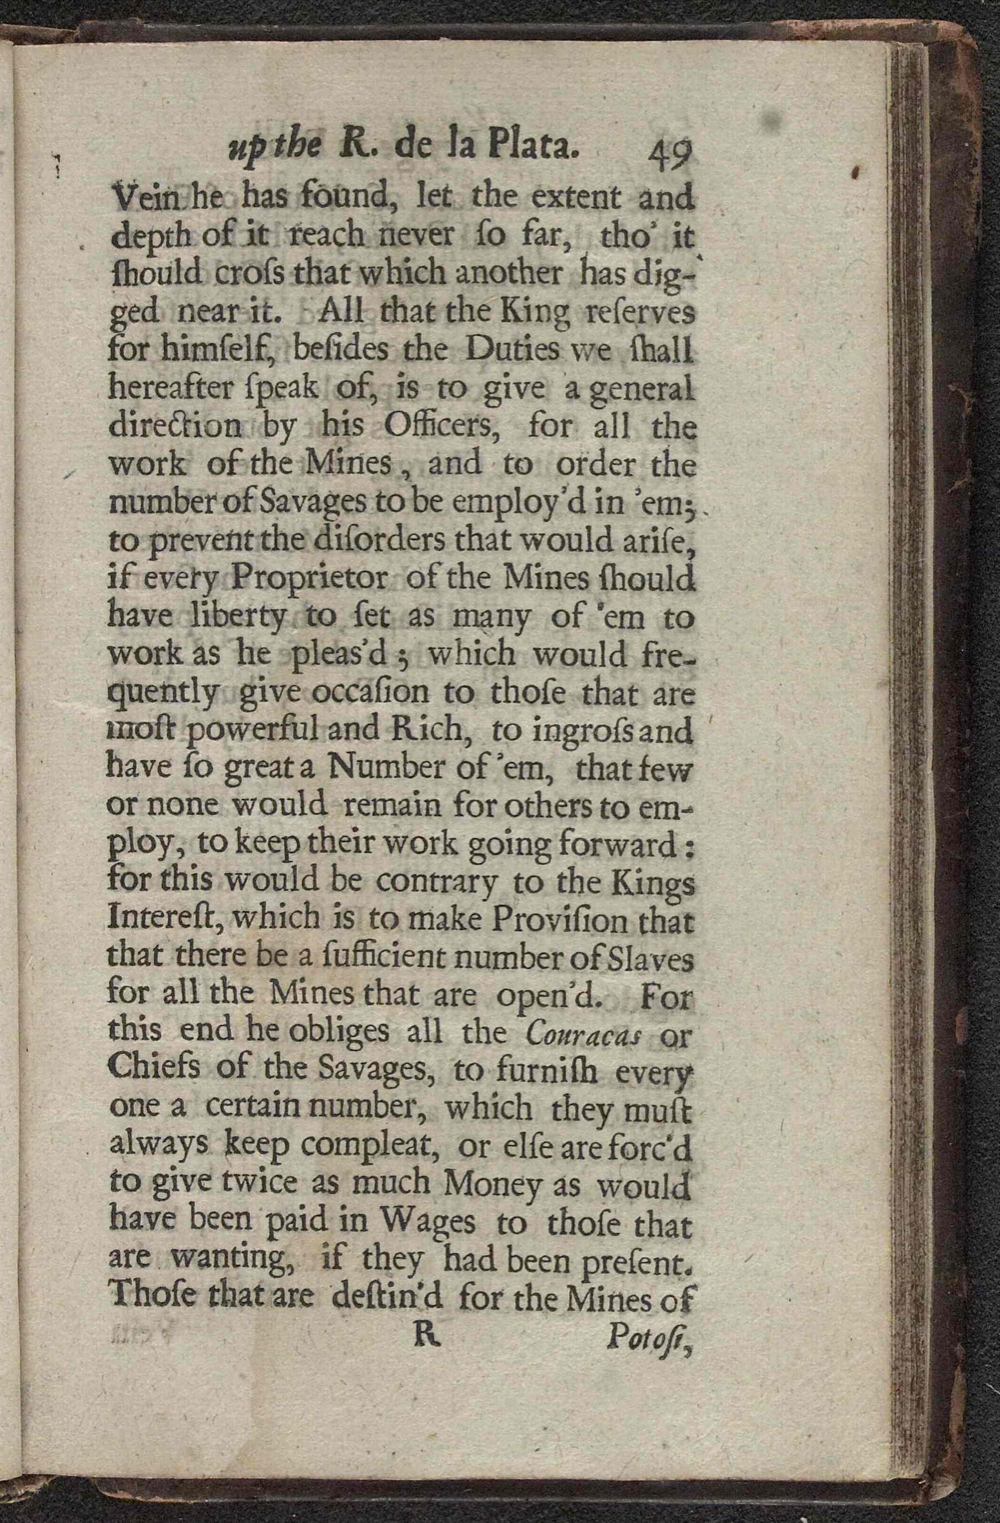 up the R. de la Plata. 49
Vein he has found, let the extent and
depth of it reach never ſo far, tho' it
ſhould croſs that which another has dig-
ged near it. All that the King reſerves
for himſelf, beſides the Duties we ſhall
hereafter ſpeak of, is to give a general
direction by his Officers, for all the
work of the Mines, and to order the
number of Savages to be employ'd in 'em;
to prevent the diſorders that would ariſe,
if every Proprietor of the Mines ſhould
have liberty to ſet as many of 'em to
work as he pleas'd; which would fre-
quently give occaſion to thoſe that are
moſt powerful and Rich, to ingroſs and
have ſo great a Number of 'em, that few
or none would remain for others to em-
ploy, to keep their work going forward:
for this would be contrary to the Kings
Intereſt, which is to make Proviſion that
that there be a ſufficient number of Slaves
for all the Mines that are open'd. For
this end he obliges all the Couracas or
Chiefs of the Savages, to furniſh every
one a certain number, which they muſt
always keep compleat, or elſe are forc'd
to give twice as much Money as would
have been paid in Wages to thoſe that
are wanting, if they had been preſent.
Thoſe that are deſtin'd for the Mines of
R Potoſi,